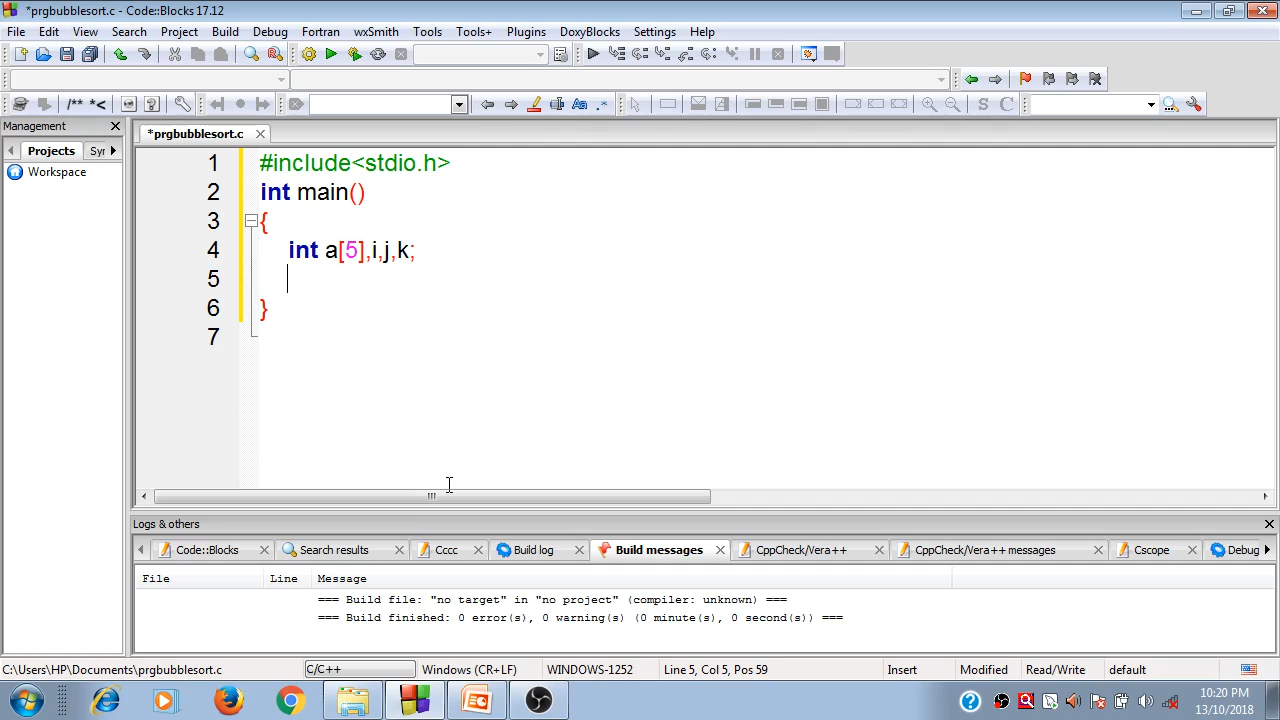 *prgbubblesort.c - Code::Blocks 17.12
File Edit View Search Project Build Debug Fortran wxSmith Tools Tools+ Plugins DoxyBlocks Settings Help
/** *<
S C
Management
*prgbubblesort.c
Projects Syr
Workspace
1 #include<stdio.h>
2 int main()
3 {
4 int a[5],i,j,k;
5
6 }
7
Logs & others
Code::Blocks Search results Cccc Build log Build messages CppCheck/Vera++ CppCheck/Vera++ messages Cscope Debug
File Line Message
=== Build file: "no target" in "no project" (compiler: unknown) ===
=== Build finished: 0 error(s), 0 warning(s) (0 minute(s), 0 second(s)) ===
C:\Users\HP\Documents\prgbubblesort.c C/C++ Windows (CR+LF) WINDOWS-1252 Line 5, Col 5, Pos 59 Insert Modified Read/Write default
10:20 PM
13/10/2018